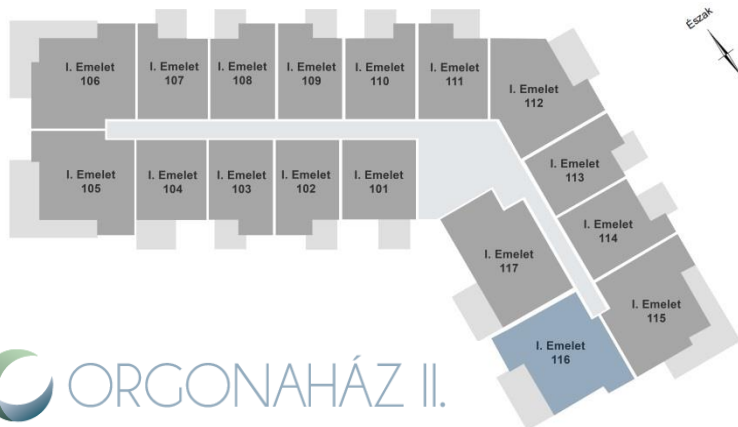 Észak
I. Emelet
106
I. Emelet
107
I. Emelet
108
I. Emelet
109
I. Emelet
110
I. Emelet
111
I. Emelet
112
I. Emelet
113
I. Emelet
114
I. Emelet
105
I. Emelet
104
I. Emelet
103
I. Emelet
102
I. Emelet
101
I. Emelet
117
I. Emelet
115
I. Emelet
116
ORGONAHÁZ II.